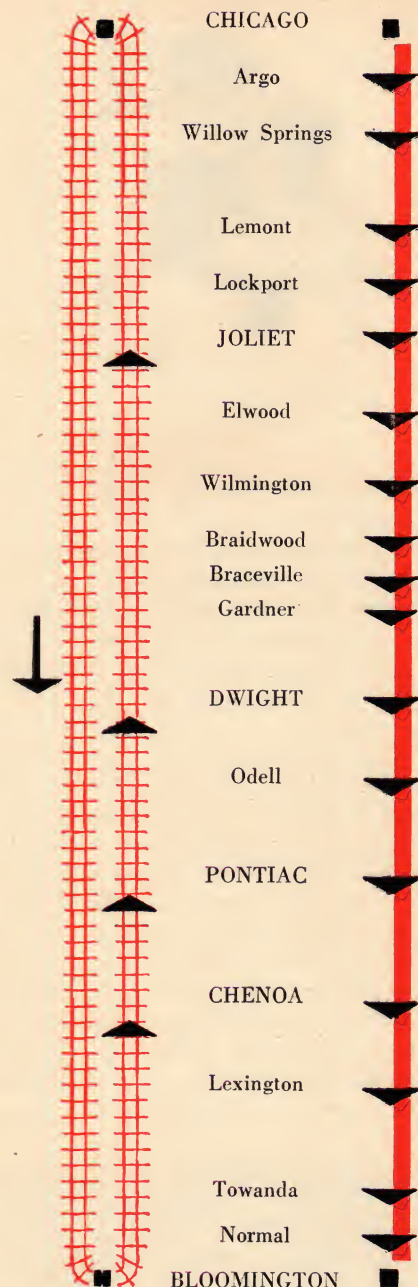 CHICAGO
Argo
Willow Springs
Lemont
Lockport
JOLIET
Elwood
Wilmington
Braidwood
Braceville
Gardner
DWIGHT
Odell
PONTIAC
CHENOA
Lexington
Towanda
Normal
BLOOMINGTON